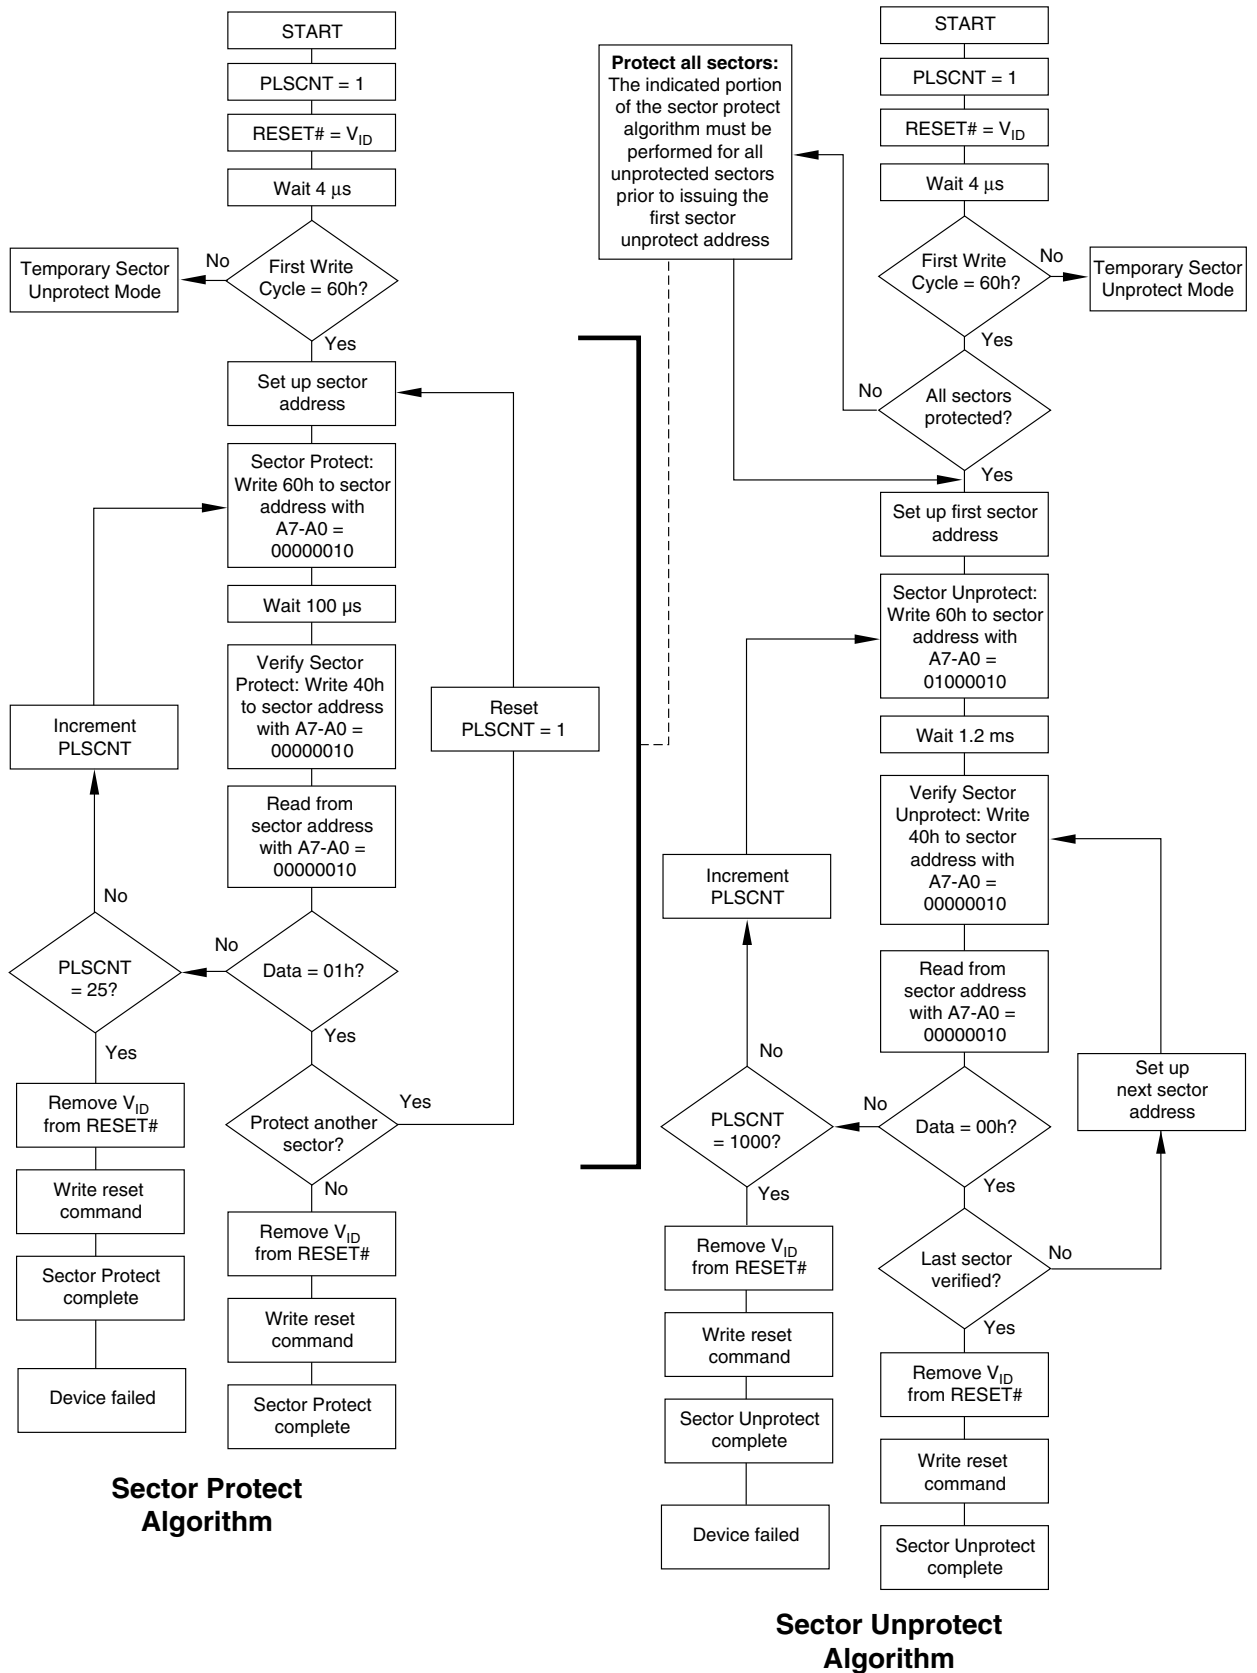 START
PLSCNT = 1
RESET# = VID
Wait 4 μs
First Write
Cycle = 60h?
No
Temporary Sector
Unprotect Mode
Yes
Set up sector
address
Sector Protect:
Write 60h to sector
address with
A7-A0 =
00000010
Wait 100 µs
Verify Sector
Protect: Write 40h
to sector address
with A7-A0 =
00000010
Increment
PLSCNT
Reset
PLSCNT = 1
Read from
sector address
with A7-A0 =
00000010
No
PLSCNT
= 25?
No
Data = 01h?
Yes
Yes
Remove VID
from RESET#
Protect another
sector?
Yes
No
Write reset
command
Remove VID
from RESET#
Sector Protect
complete
Write reset
command
Device failed
Sector Protect
complete
Sector Protect
Algorithm
Protect all sectors:
The indicated portion
of the sector protect
algorithm must be
performed for all
unprotected sectors
prior to issuing the
first sector
unprotect address
START
PLSCNT = 1
RESET# = VID
Wait 4 μs
First Write
Cycle = 60h?
No
Temporary Sector
Unprotect Mode
Yes
No
All sectors
protected?
Yes
Set up first sector
address
Sector Unprotect:
Write 60h to sector
address with
A7-A0 =
01000010
Wait 1.2 ms
Verify Sector
Unprotect: Write
40h to sector
address with
A7-A0 =
00000010
Increment
PLSCNT
Read from
sector address
with A7-A0 =
00000010
No
Set up
next sector
address
PLSCNT
= 1000?
No
Data = 00h?
Yes
Yes
Remove VID
from RESET#
Last sector
verified?
No
Yes
Write reset
command
Remove VID
from RESET#
Sector Unprotect
complete
Write reset
command
Device failed
Sector Unprotect
complete
Sector Unprotect
Algorithm